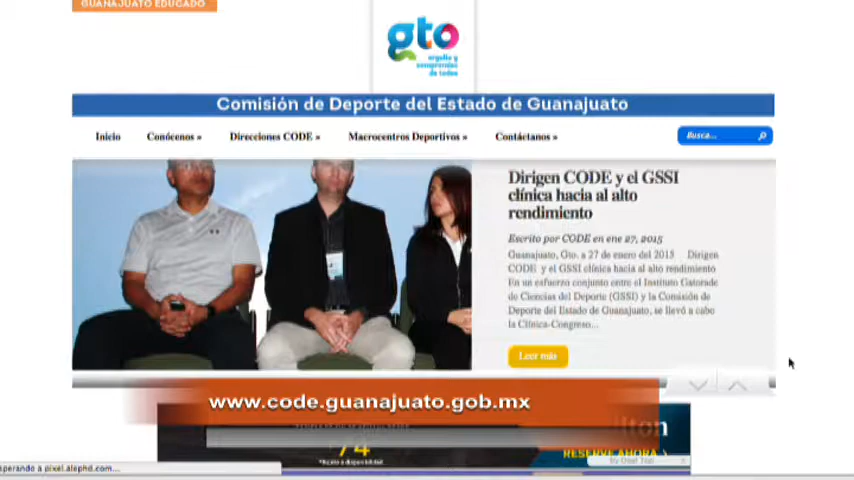 GUANAJUATO EDUCADO
gto
orgullo y
compromiso
de todos
Comisión de Deporte del Estado de Guanajuato
Inicio
Conócenos »
Direcciones CODE »
Macrocentros Deportivos »
Contáctanos »
Busca...
Dirigen CODE y el GSSI
clínica hacia al alto
rendimiento
Escrito por CODE en ene 27, 2015
Guanajuato, Gto. a 27 de enero del 2015 Dirigen
CODE y el GSSI clínica hacia al alto rendimiento
En un esfuerzo conjunto entre el Instituto Gatorade
de Ciencias del Deporte (GSSI) y la Comisión de
Deporte del Estado de Guanajuato, se llevó a cabo
la Clínica-Congreso...
Leer más
www.code.guanajuato.gob.mx
lton
74
RESERVE AHORA >
sperando a pixel.alephd.com...